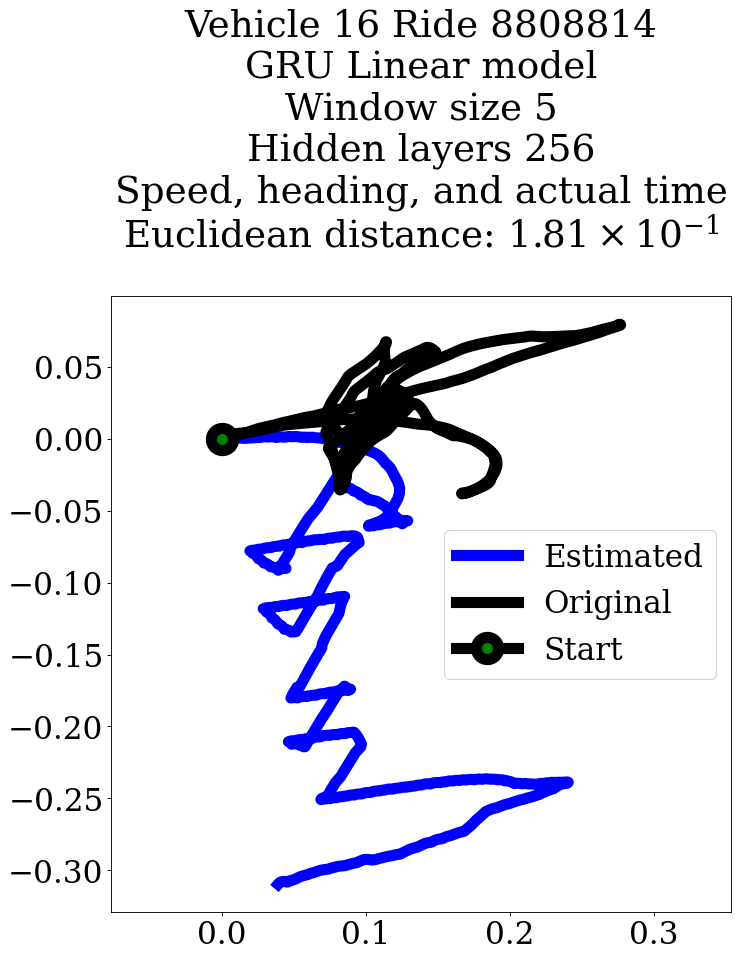 Vehicle 16 Ride 8808814
GRU Linear model
Window size 5
Hidden layers 256
Speed, heading, and actual time
Euclidean distance: 1.81 × 10⁻¹
0.05
0.00
−0.05
−0.10
−0.15
−0.20
−0.25
−0.30
Estimated
Original
Start
0.0 0.1 0.2 0.3